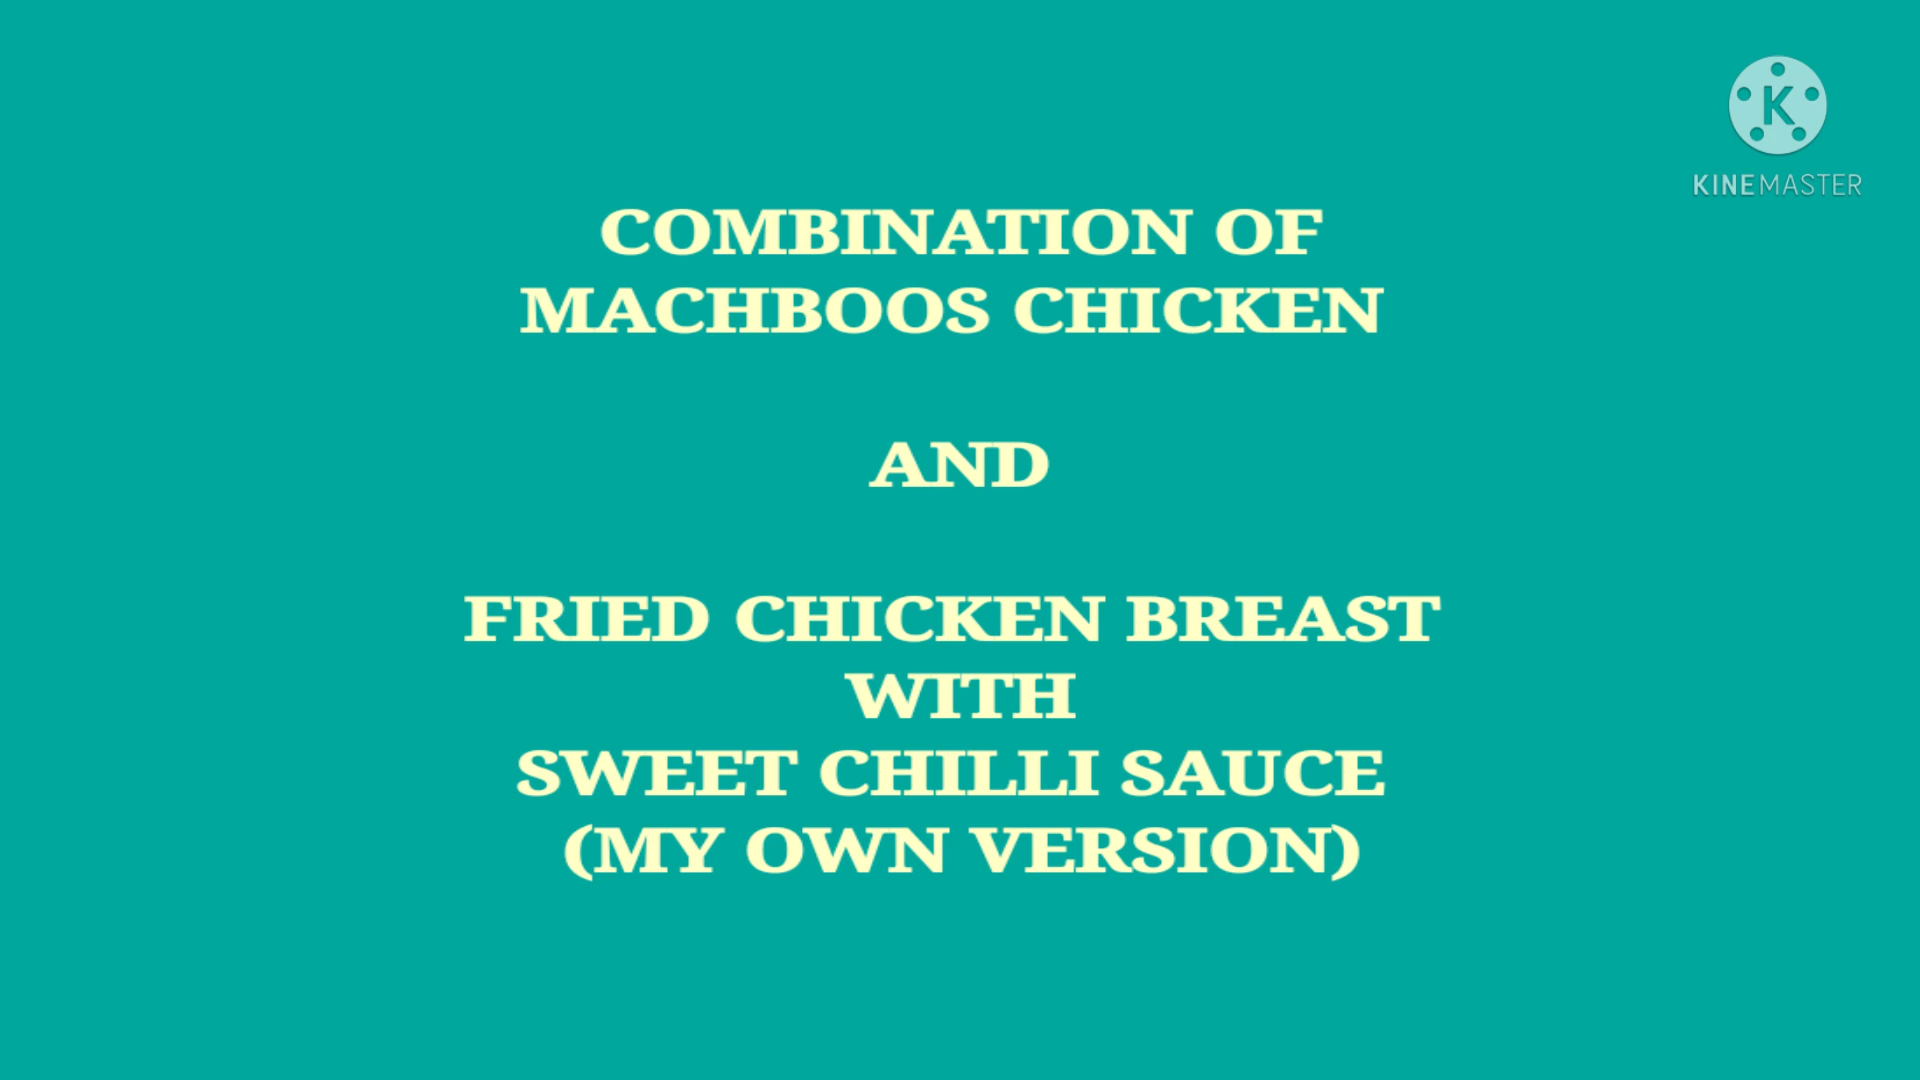 K
KINEMASTER
COMBINATION OF
MACHBOOS CHICKEN
AND
FRIED CHICKEN BREAST
WITH
SWEET CHILLI SAUCE
(MY OWN VERSION)